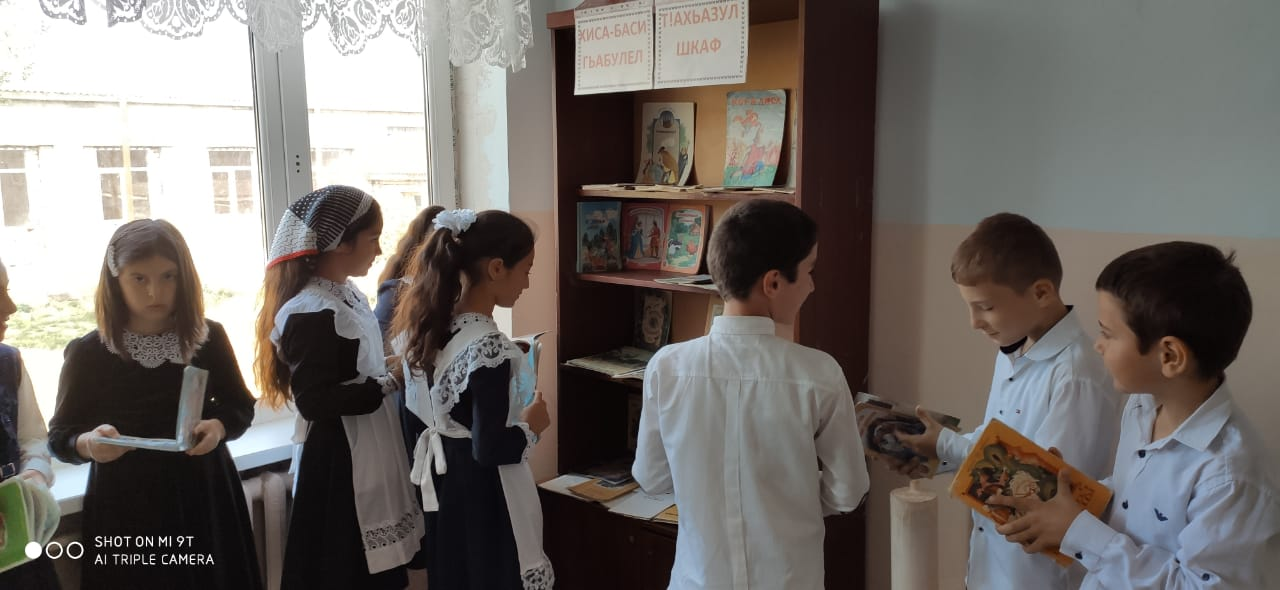 ХИСА-БАСИ
ГЬАБУЛЕЛ
Т!АХЬАЗУЛ
ШКАФ
SHOT ON MI 9T
AI TRIPLE CAMERA